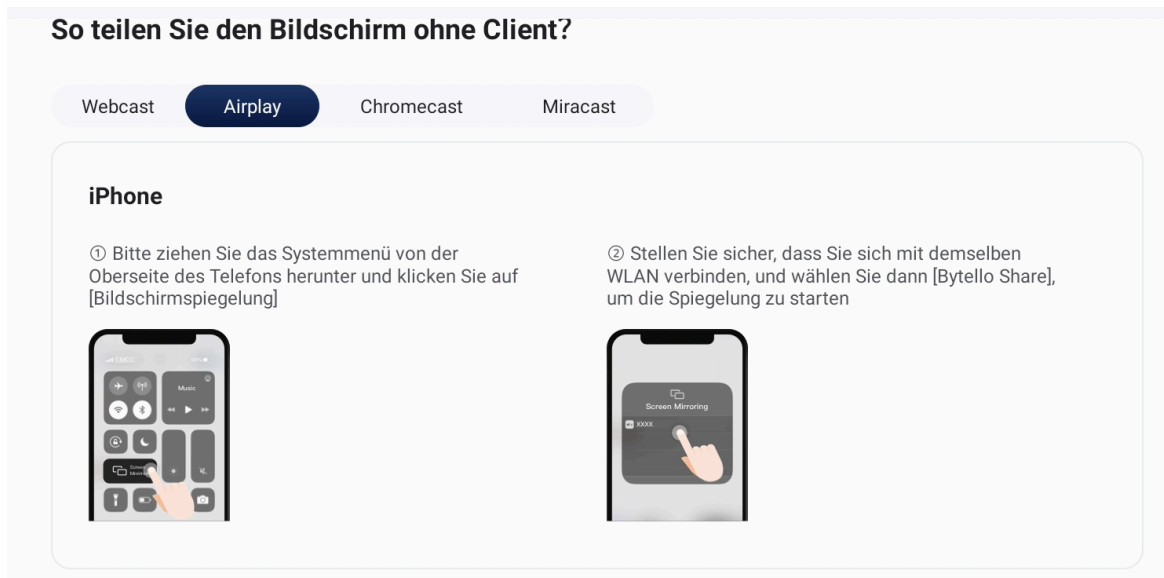 So teilen Sie den Bildschirm ohne Client?
Webcast
Airplay
Chromecast
Miracast
iPhone
① Bitte ziehen Sie das Systemmenü von der
Oberseite des Telefons herunter und klicken Sie auf
[Bildschirmspiegelung]
② Stellen Sie sicher, dass Sie sich mit demselben
WLAN verbinden, und wählen Sie dann [Bytello Share],
um die Spiegelung zu starten
CMCC
Music
Screen
Screen Mirroring
XXXX